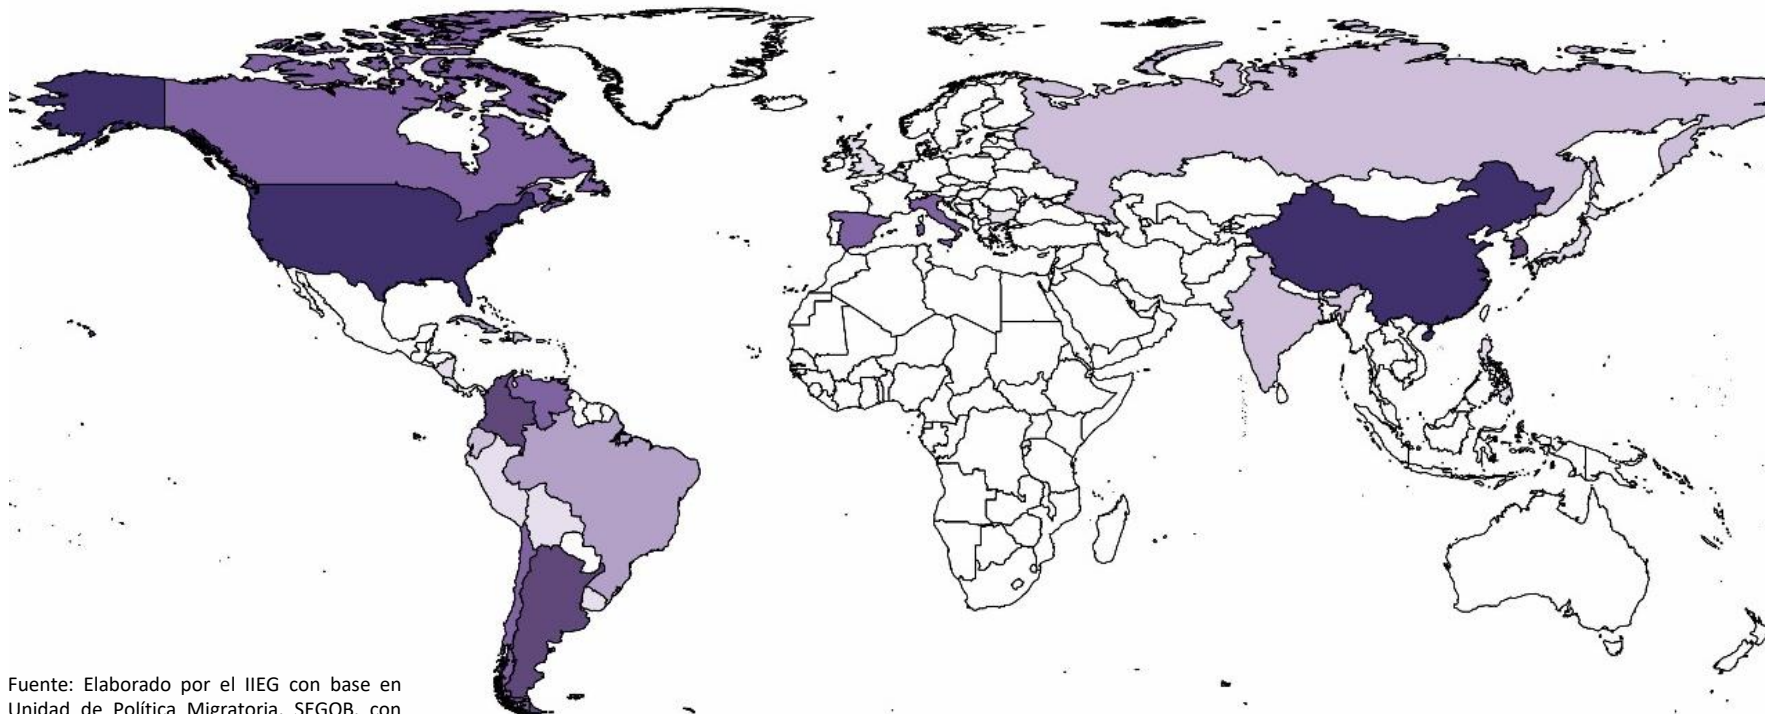 Fuente: Elaborado por el IIEG con base en
Unidad de Política Migratoria, SEGOB, con